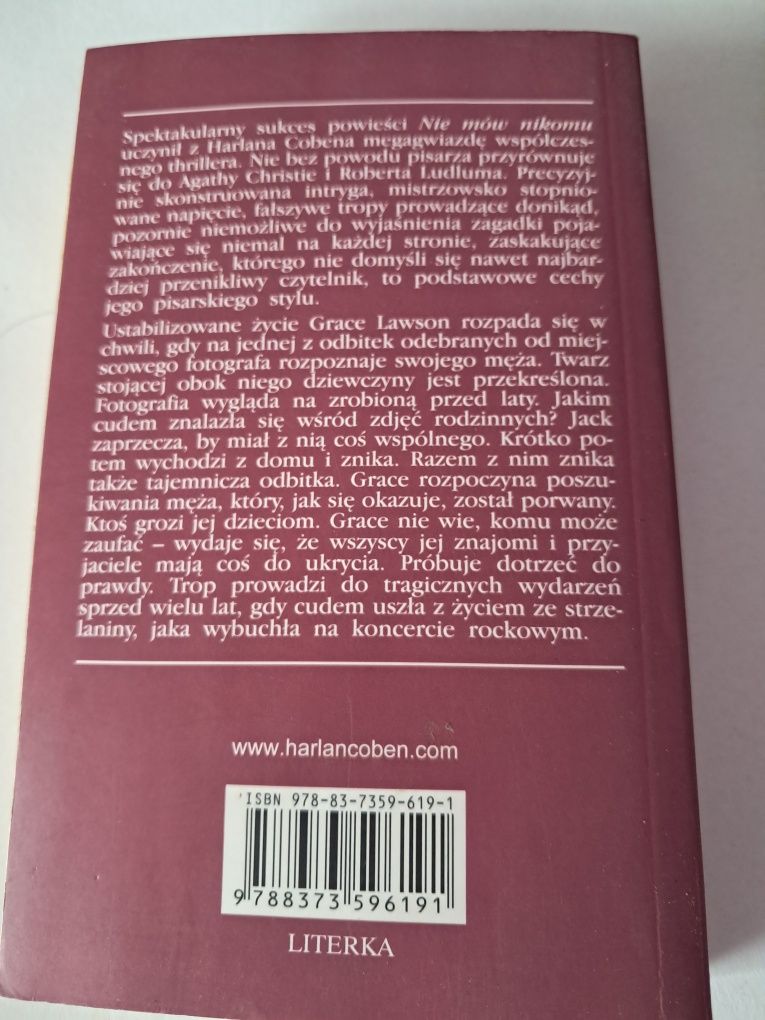 Spektakularny sukces powieści Nie mów nikomu
uczynił z Harlana Cobena megagwiazdę współczes-
nego thrillera. Nie bez powodu pisarza przyrównuje
się do Agathy Christie i Roberta Ludluma. Precyzyj-
nie skonstruowana intryga, mistrzowsko stopnio-
wane napięcie, fałszywe tropy prowadzące donikąd,
pozornie niemożliwe do wyjaśnienia zagadki poja-
wiające się niemal na każdej stronie, zaskakujące
zakończenie, którego nie domyśli się nawet najbar-
dziej przenikliwy czytelnik, to podstawowe cechy
jego pisarskiego stylu.
Ustabilizowane życie Grace Lawson rozpada się w
chwili, gdy na jednej z odbitek odebranych od miej-
scowego fotografa rozpoznaje swojego męża. Twarz
stojącej obok niego dziewczyny jest przekreślona.
Fotografia wygląda na zrobioną przed laty. Jakim
cudem znalazła się wśród zdjęć rodzinnych? Jack
zaprzecza, by miał z nią coś wspólnego. Krótko po-
tem wychodzi z domu i znika. Razem z nim znika
także tajemnicza odbitka. Grace rozpoczyna poszu-
kiwania męża, który, jak się okazuje, został porwany.
Ktoś grozi jej dzieciom. Grace nie wie, komu może
zaufać – wydaje się, że wszyscy jej znajomi i przy-
jaciele mają coś do ukrycia. Próbuje dotrzeć do
prawdy. Trop prowadzi do tragicznych wydarzeń
sprzed wielu lat, gdy cudem uszła z życiem ze strze-
laniny, jaka wybuchła na koncercie rockowym.
www.harlancoben.com
ISBN 978-83-7359-619-1
9 788373 596191
LITERKA